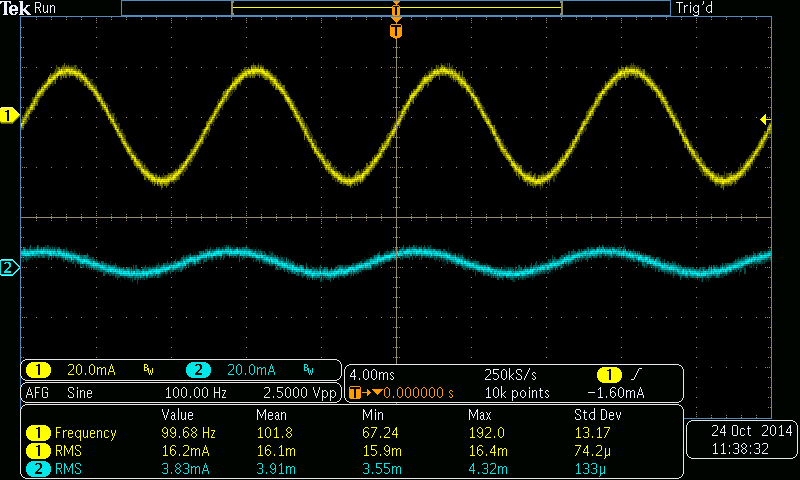 Tek Run Trig'd
T
T
1
2
1 20.0mA BW 2 20.0mA BW
AFG Sine 100.00 Hz 2.5000 Vpp
4.00ms 250kS/s 1
T→▼0.000000 s 10k points -1.60mA
Value Mean Min Max Std Dev
1 Frequency 99.68 Hz 101.8 67.24 192.0 13.17
1 RMS 16.2mA 16.1m 15.9m 16.4m 74.2µ
2 RMS 3.83mA 3.91m 3.55m 4.32m 133µ
24 Oct 2014
11:38:32